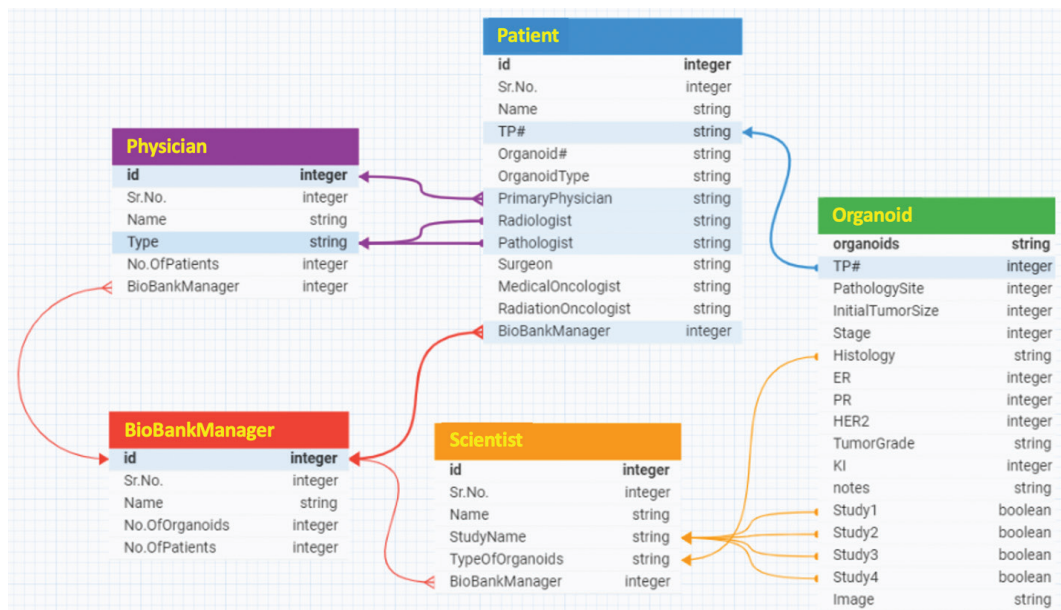 Patient
id integer
Sr.No. integer
Name string
TP# string
Organoid# string
OrganoidType string
PrimaryPhysician string
Radiologist string
Pathologist string
Surgeon string
MedicalOncologist string
RadiationOncologist string
BioBankManager integer
Physician
id integer
Sr.No. integer
Name string
Type string
No.OfPatients integer
BioBankManager integer
Organoid
organoids string
TP# integer
PathologySite integer
InitialTumorSize integer
Stage integer
Histology string
ER integer
PR integer
HER2 integer
TumorGrade string
KI integer
notes string
Study1 boolean
Study2 boolean
Study3 boolean
Study4 boolean
Image string
BioBankManager
id integer
Sr.No. integer
Name string
No.OfOrganoids integer
No.OfPatients integer
Scientist
id integer
Sr.No. integer
Name string
StudyName string
TypeOfOrganoids string
BioBankManager integer